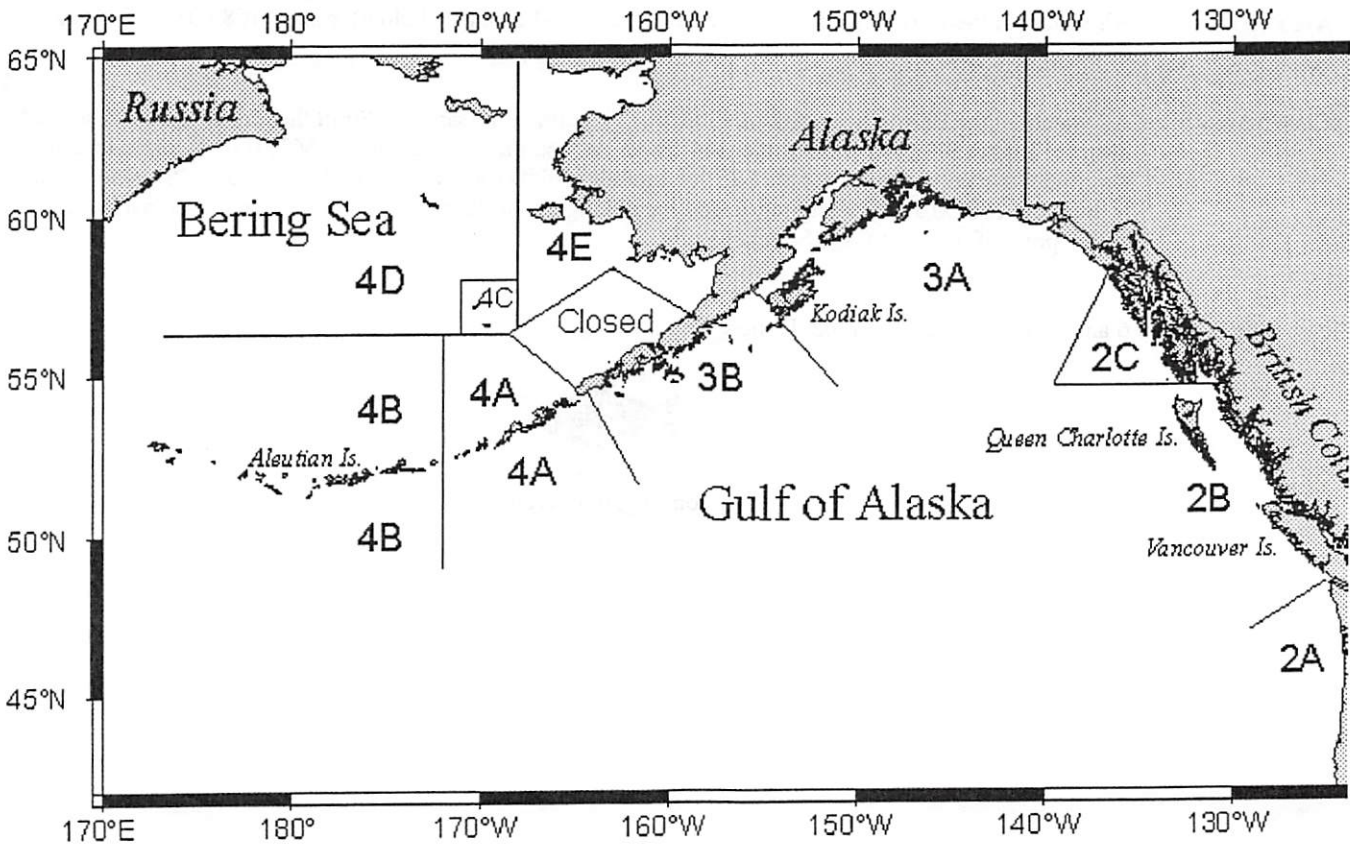 170°E 180° 170°W 160°W 150°W 140°W 130°W
65°N
Russia
Alaska
60°N
Bering Sea
4E
4D
3A
4C
Closed
Kodiak Is.
British Colu
55°N
4A
3B
2C
4B
Queen Charlotte Is.
Aleutian Is.
4A
Gulf of Alaska
2B
50°N
4B
Vancouver Is.
2A
45°N
170°E 180° 170°W 160°W 150°W 140°W 130°W